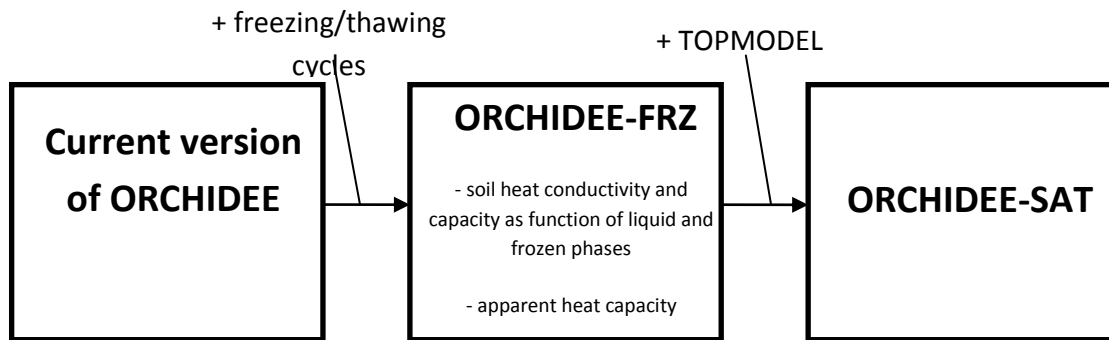 + freezing/thawing
cycles
+ TOPMODEL
Current version
of ORCHIDEE
ORCHIDEE-FRZ
- soil heat conductivity and
capacity as function of liquid and
frozen phases
- apparent heat capacity
ORCHIDEE-SAT